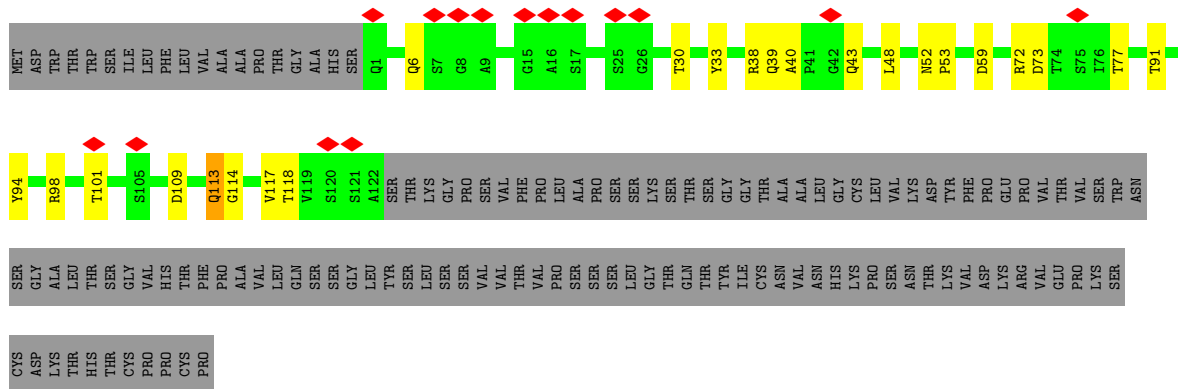 MET ASP TRP THR TRP SER ILE LEU PHE LEU VAL ALA ALA PRO THR GLY ALA HIS SER Q1 Q6 S7 G8 A9 G15 A16 S17 S25 G26 T30 Y33 R38 Q39 A40 P41 G42 Q43 L48 N52 P53 D59 R72 D73 T74 S75 I76 T77 T91
Y94 R98 T101 S105 D109 Q113 G114 V117 T118 V119 S120 S121 A122 SER THR LYS GLY PRO SER VAL PHE PRO LEU ALA PRO SER SER LYS SER THR SER GLY GLY THR ALA ALA LEU GLY CYS LEU VAL LYS ASP TYR PHE PRO GLU PRO VAL THR VAL SER TRP ASN
SER GLY ALA LEU THR SER GLY VAL HIS THR PHE PRO ALA VAL LEU GLN SER SER GLY LEU TYR SER LEU SER SER VAL VAL THR VAL PRO SER SER SER LEU GLY THR GLN THR TYR ILE CYS ASN VAL ASN HIS LYS PRO SER ASN THR LYS VAL ASP LYS ARG VAL GLU PRO LYS SER
CYS ASP LYS THR HIS THR CYS PRO PRO CYS PRO